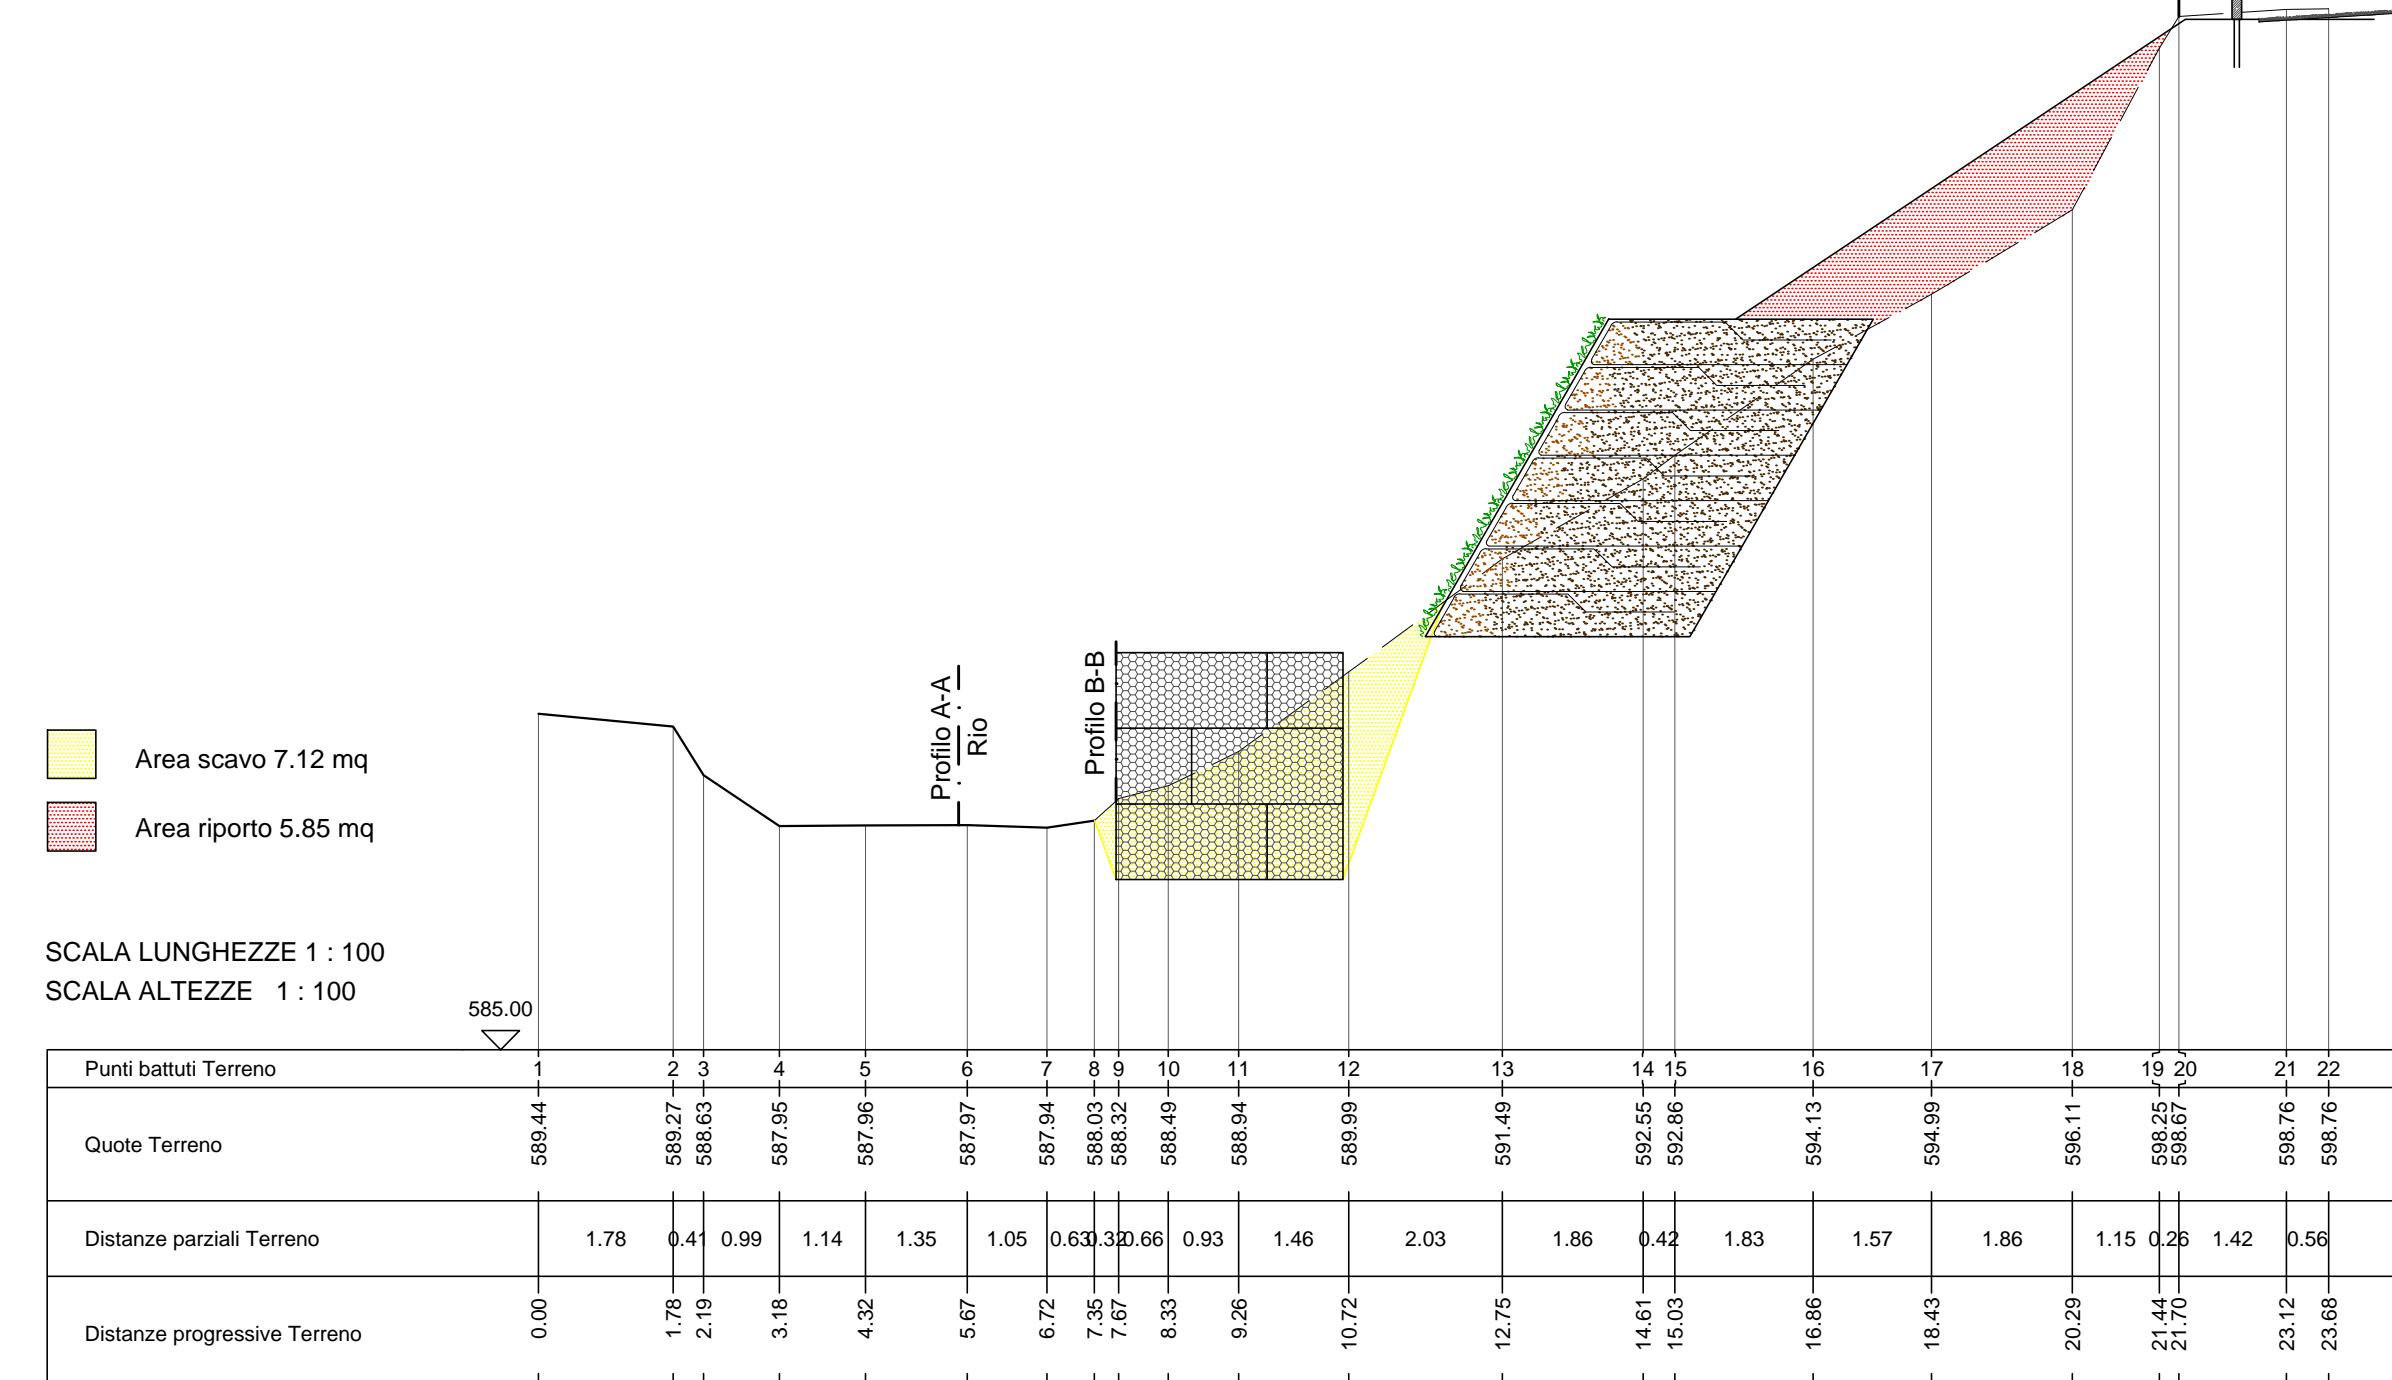 Profilo A-A
Rio
Profilo B-B
Area scavo 7.12 mq
Area riporto 5.85 mq
SCALA LUNGHEZZE 1 : 100
SCALA ALTEZZE 1 : 100
585.00
Punti battuti Terreno 1 2 3 4 5 6 7 8 9 10 11 12 13 14 15 16 17 18 19 20 21 22
Quote Terreno 589.44 589.27 588.63 587.95 587.96 587.97 587.94 588.03 588.32 588.49 588.94 589.99 591.49 592.55 592.86 594.13 594.99 596.11 598.25 598.67 598.76 598.76
Distanze parziali Terreno 1.78 0.41 0.99 1.14 1.35 1.05 0.63 0.32 0.66 0.93 1.46 2.03 1.86 0.42 1.83 1.57 1.86 1.15 0.26 1.42 0.56
Distanze progressive Terreno 0.00 1.78 2.19 3.18 4.32 5.67 6.72 7.35 7.67 8.33 9.26 10.72 12.75 14.61 15.03 16.86 18.43 20.29 21.44 21.70 23.12 23.68